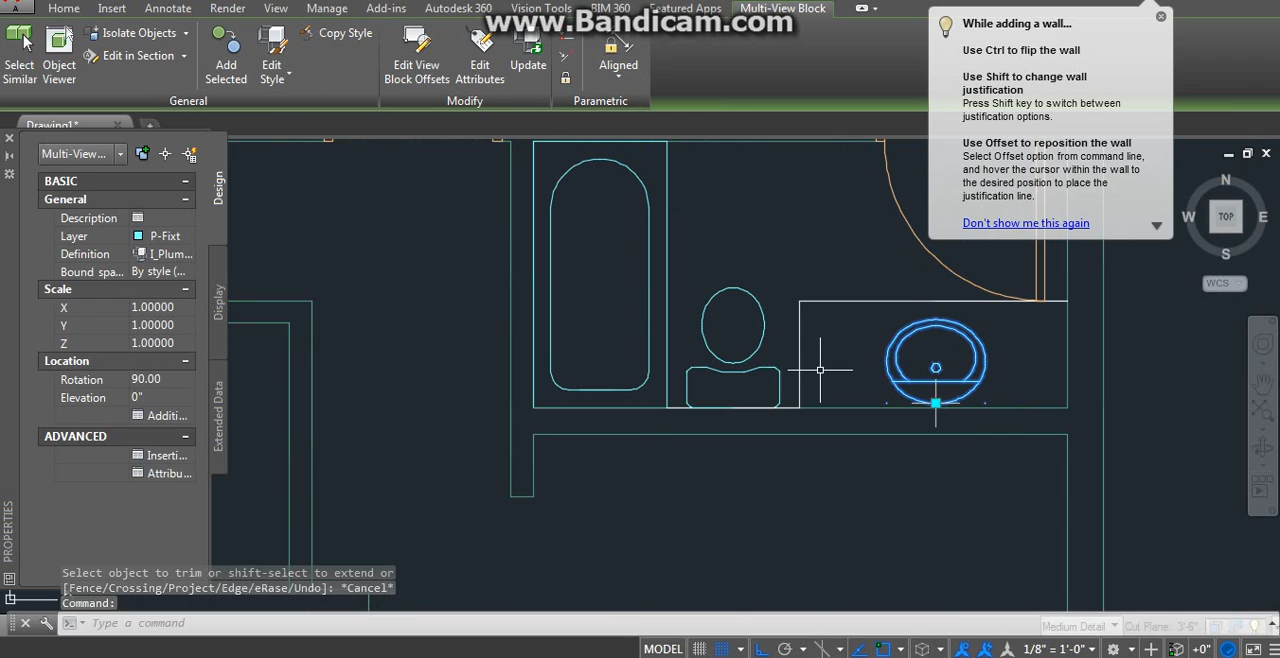 Home Insert Annotate Render View Manage Add-ins Autodesk 360 Vision Tools BIM 360 Featured Apps Multi-View Block
www.Bandicam.com
Select Similar
Object Viewer
Isolate Objects
Edit in Section
General
Add Selected
Edit Style
Copy Style
Edit View Block Offsets
Edit Attributes
Update
Modify
Aligned
Parametric
While adding a wall...
Use Ctrl to flip the wall
Use Shift to change wall
justification
Press Shift key to switch between
justification options.
Use Offset to reposition the wall
Select Offset option from command line,
and hover the cursor within the wall to
the desired position to place the
justification line.
Don't show me this again
Drawing1*
Multi-View...
BASIC
General
Description
Layer P-Fixt
Definition I_Plum...
Bound spa... By style (...
Scale
X 1.00000
Y 1.00000
Z 1.00000
Location
Rotation 90.00
Elevation 0"
Additi...
ADVANCED
Inserti...
Attribu...
Design
Display
Extended Data
PROPERTIES
N
W TOP E
S
WCS
Select object to trim or shift-select to extend or
[Fence/Crossing/Project/Edge/eRase/Undo]: *Cancel*
Command:
Type a command
Medium Detail Cut Plane: 3'-6"
MODEL 1/8" = 1'-0" +0"